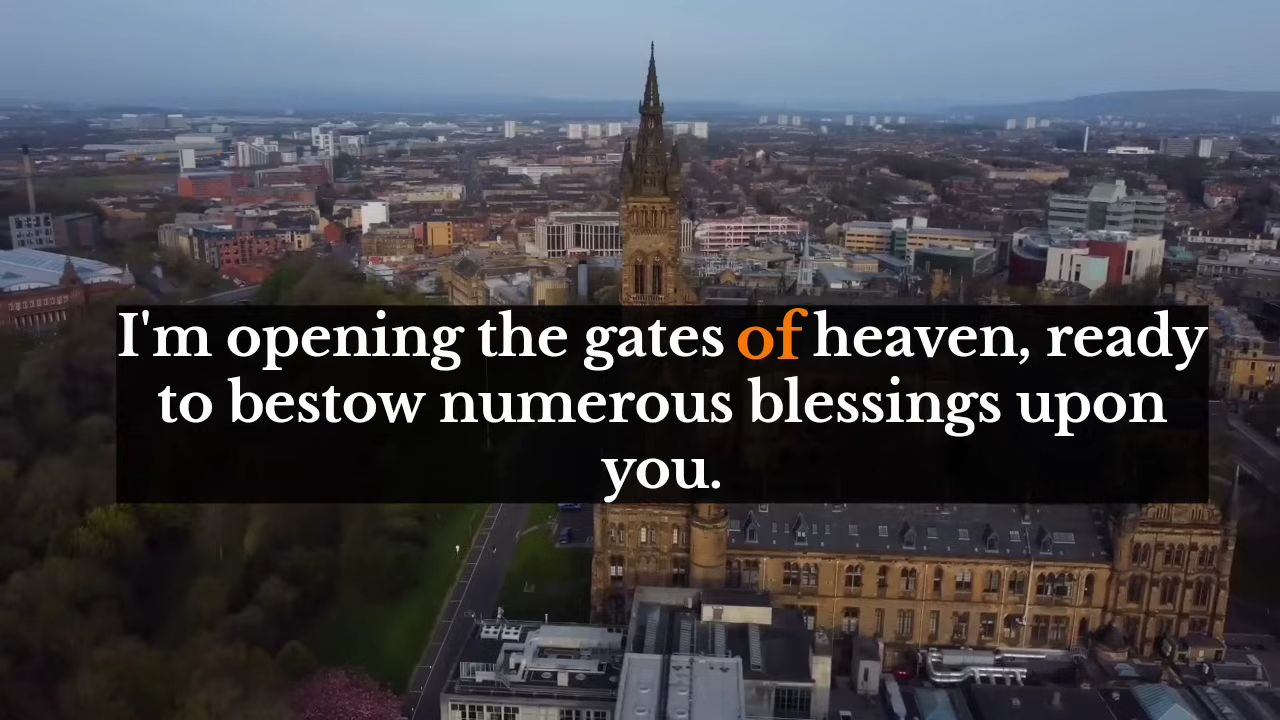 I'm opening the gates of heaven, ready
to bestow numerous blessings upon
you.